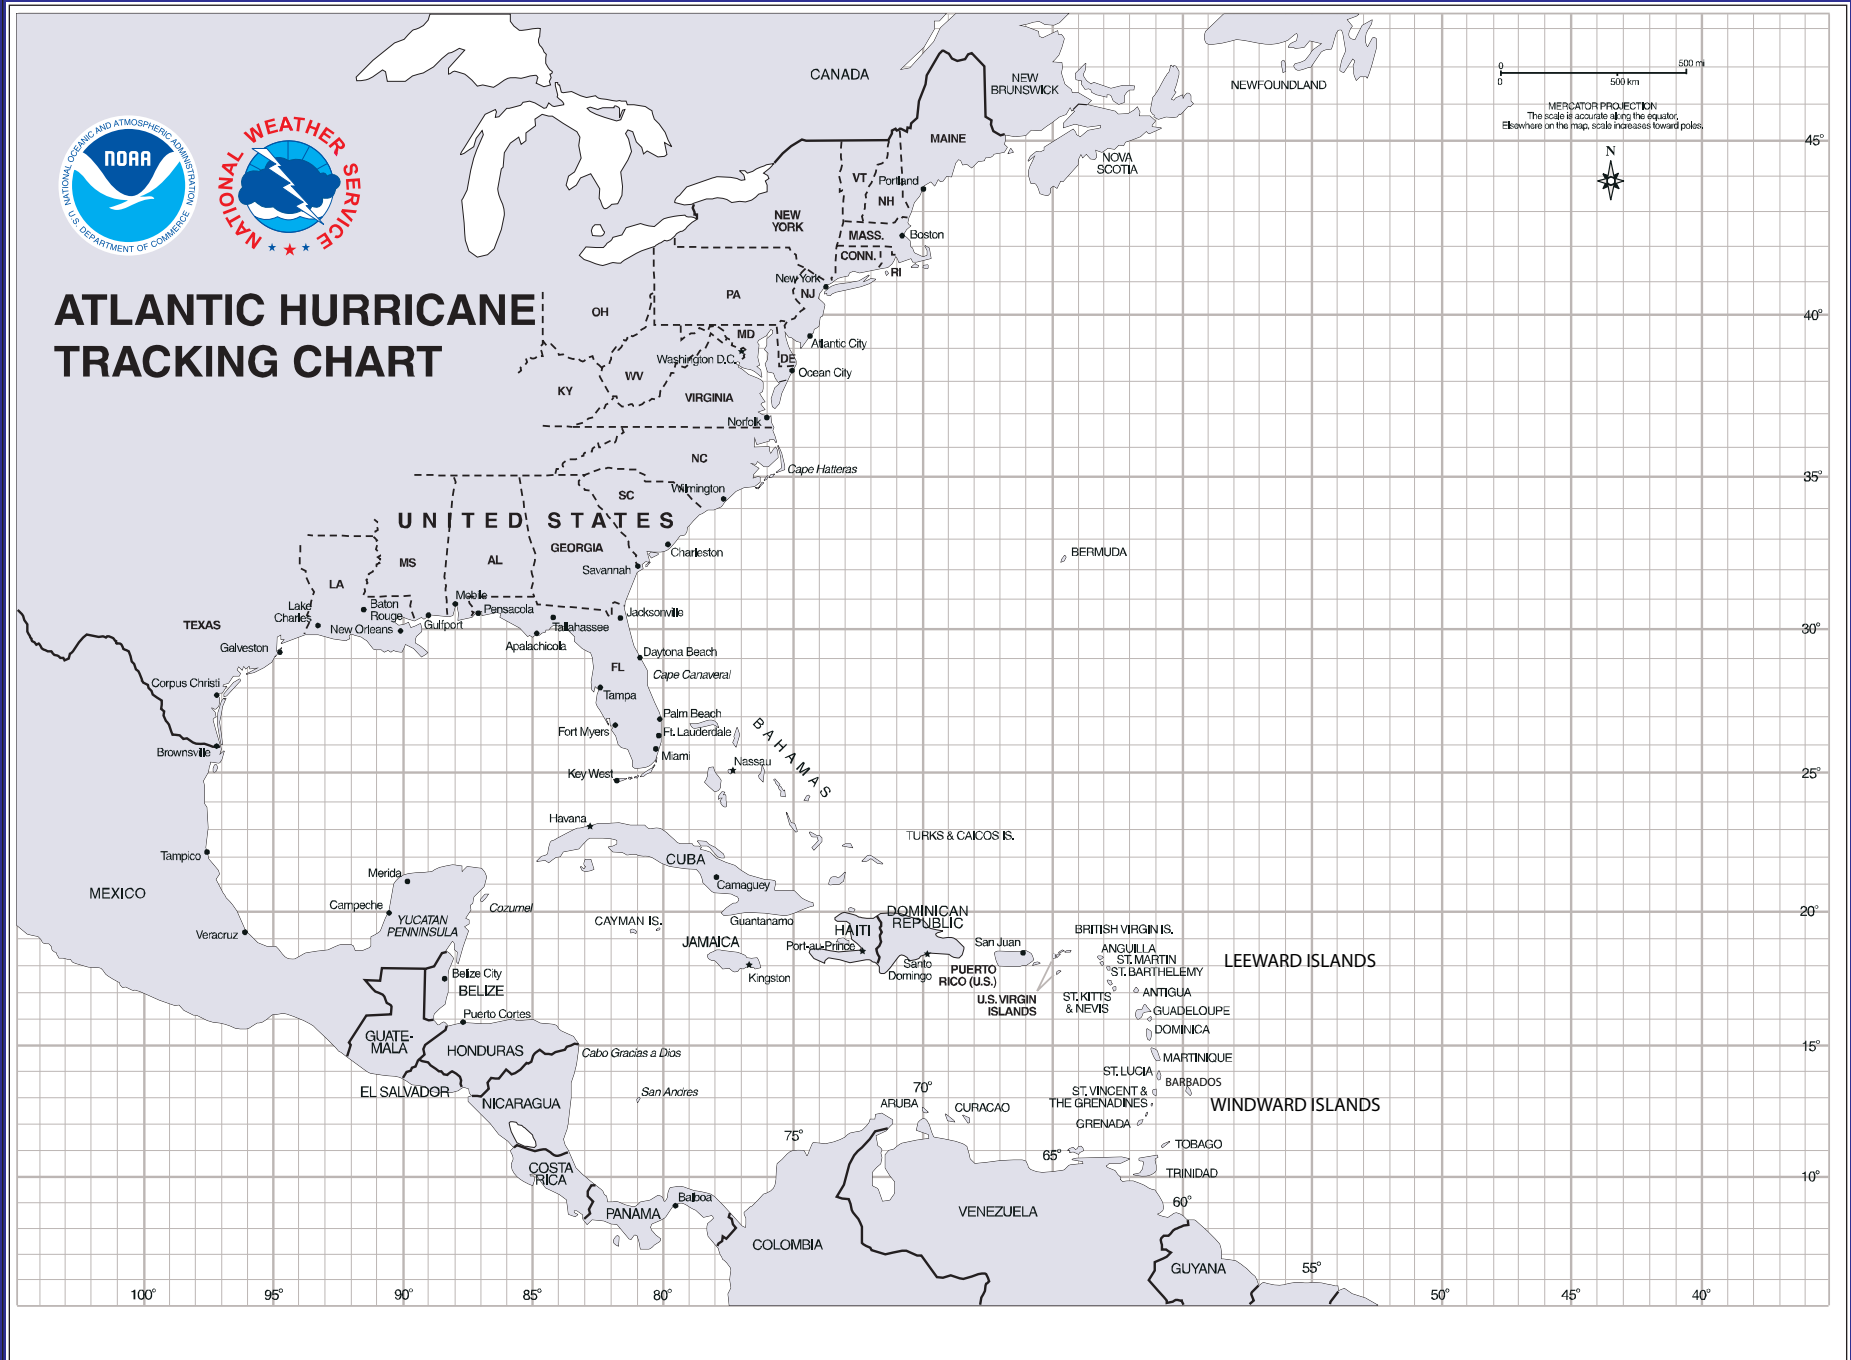 CANADA
NEW
BRUNSWICK
NEWFOUNDLAND
0
500 mi
0
500 km
MERCATOR PROJECTION
The scale is accurate along the equator.
Elsewhere on the map, scale increases toward poles.
N
NATIONAL OCEANIC AND ATMOSPHERIC ADMINISTRATION
NOAA
U.S. DEPARTMENT OF COMMERCE
NATIONAL WEATHER SERVICE
ATLANTIC HURRICANE
TRACKING CHART
MAINE
45°
NOVA
SCOTIA
VT
Portland
NH
NEW
YORK
MASS.
Boston
CONN.
RI
New York
NJ
PA
OH
40°
MD
Atlantic City
Washington D.C.
DE
Ocean City
WV
KY
VIRGINIA
Norfolk
NC
Cape Hatteras
35°
Wilmington
SC
UNITED STATES
GEORGIA
Charleston
BERMUDA
MS
AL
Savannah
LA
Lake
Charles
Baton
Rouge
Mobile
Pensacola
Jacksonville
TEXAS
New Orleans
Gulfport
Tallahassee
30°
Galveston
Apalachicola
Daytona Beach
FL
Cape Canaveral
Corpus Christi
Tampa
Palm Beach
Fort Myers
Ft. Lauderdale
BAHAMAS
Brownsville
Miami
Nassau
Key West
25°
Havana
TURKS & CAICOS IS.
Tampico
CUBA
Merida
Camaguey
MEXICO
Campeche
Cozumel
YUCATAN
PENNINSULA
CAYMAN IS.
Guantanamo
DOMINICAN
REPUBLIC
20°
Veracruz
HAITI
BRITISH VIRGIN IS.
JAMAICA
Port-au-Prince
San Juan
ANGUILLA
ST. MARTIN
LEEWARD ISLANDS
Belize City
Kingston
Santo
Domingo
PUERTO
RICO (U.S.)
ST. BARTHELEMY
BELIZE
U.S. VIRGIN
ISLANDS
ST. KITTS
& NEVIS
ANTIGUA
GUADELOUPE
Puerto Cortes
DOMINICA
GUATE-
MALA
HONDURAS
Cabo Gracias a Dios
15°
MARTINIQUE
ST. LUCIA
BARBADOS
EL SALVADOR
San Andres
70°
ST. VINCENT &
THE GRENADINES
NICARAGUA
ARUBA
CURACAO
WINDWARD ISLANDS
GRENADA
75°
TOBAGO
65°
COSTA
RICA
TRINIDAD
10°
Balboa
60°
PANAMA
VENEZUELA
COLOMBIA
GUYANA
55°
100°
95°
90°
85°
80°
50°
45°
40°